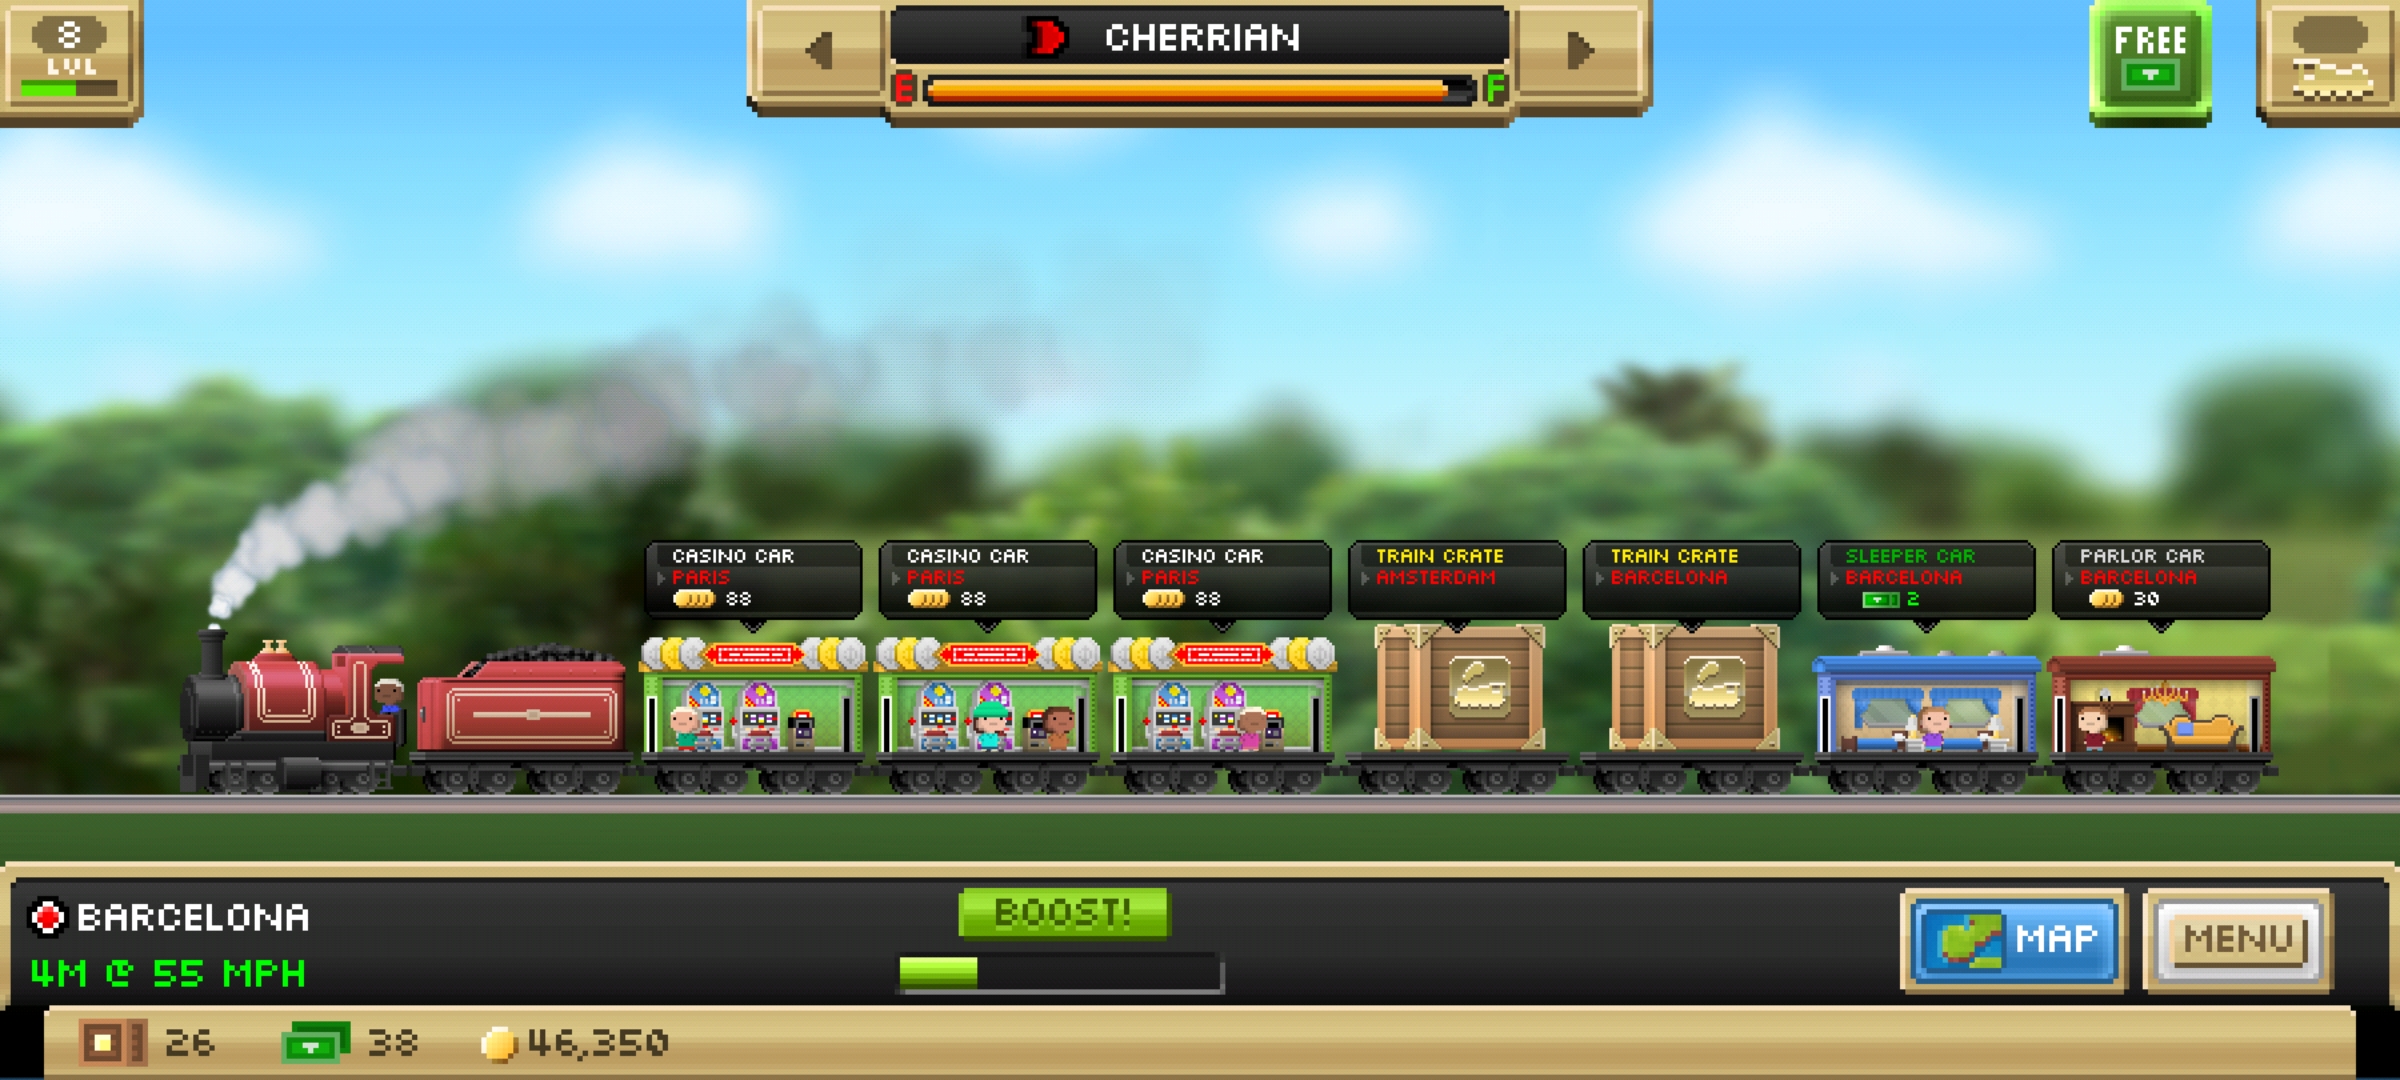 8
LVL
CHERRIAN
E F
FREE
CASINO CAR
PARIS
88
CASINO CAR
PARIS
88
CASINO CAR
PARIS
88
TRAIN CRATE
AMSTERDAM
TRAIN CRATE
BARCELONA
SLEEPER CAR
BARCELONA
2
PARLOR CAR
BARCELONA
30
BARCELONA
4M @ 55 MPH
BOOST!
MAP
MENU
26
38
46,350